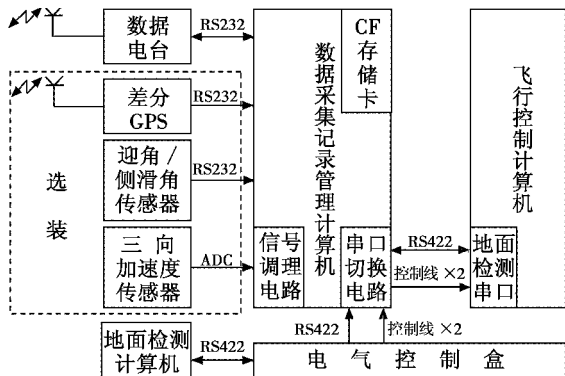 数据
电台
RS232
差分
GPS
RS232
迎角/
侧滑角
传感器
RS232
三向
加速度
传感器
ADC
选装
地面检测
计算机
RS422
数据采集记录管理计算机
CF
存储卡
信号
调理
电路
串口
切换
电路
RS422
控制线×2
飞行控制计算机
地面
检测
串口
RS422
控制线×2
电气控制盒